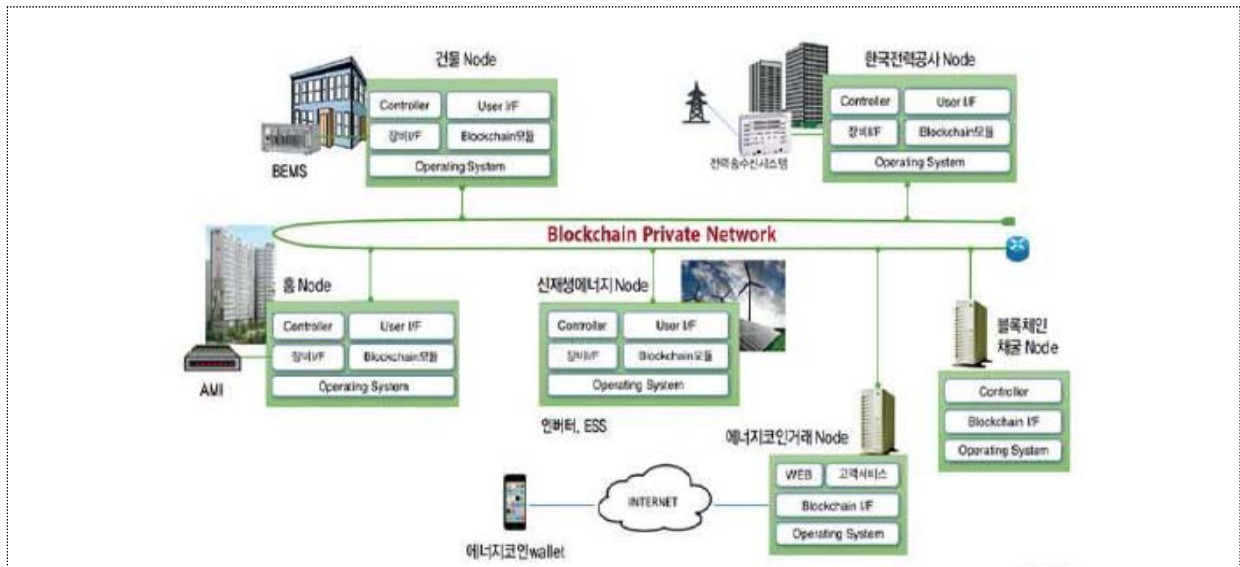 건물 Node
Controller
User I/F
장비I/F
Blockchain모듈
Operating System
BEMS
한국전력공사 Node
Controller
User I/F
장비I/F
Blockchain모듈
Operating System
전력 송수신시스템
Blockchain Private Network
홈 Node
Controller
User I/F
장비I/F
Blockchain모듈
Operating System
AMI
신재생에너지 Node
Controller
User I/F
장비I/F
Blockchain모듈
Operating System
인버터, ESS
블록체인
채굴 Node
Controller
Blockchain I/F
Operating System
에너지코인거래 Node
WEB
고객서비스
Blockchain I/F
Operating System
INTERNET
에너지코인wallet